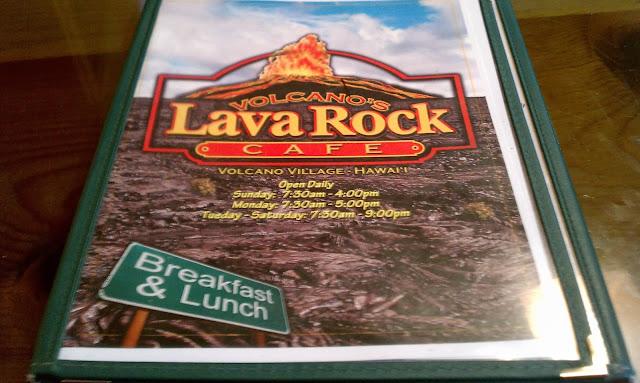 VOLCANO'S
Lava Rock
CAFE
VOLCANO VILLAGE - HAWAI'I
Open Daily
Sunday: 7:30am - 4:00pm
Monday: 7:30am - 5:00pm
Tueday - Saturday: 7:30am - 9:00pm
Breakfast
& Lunch